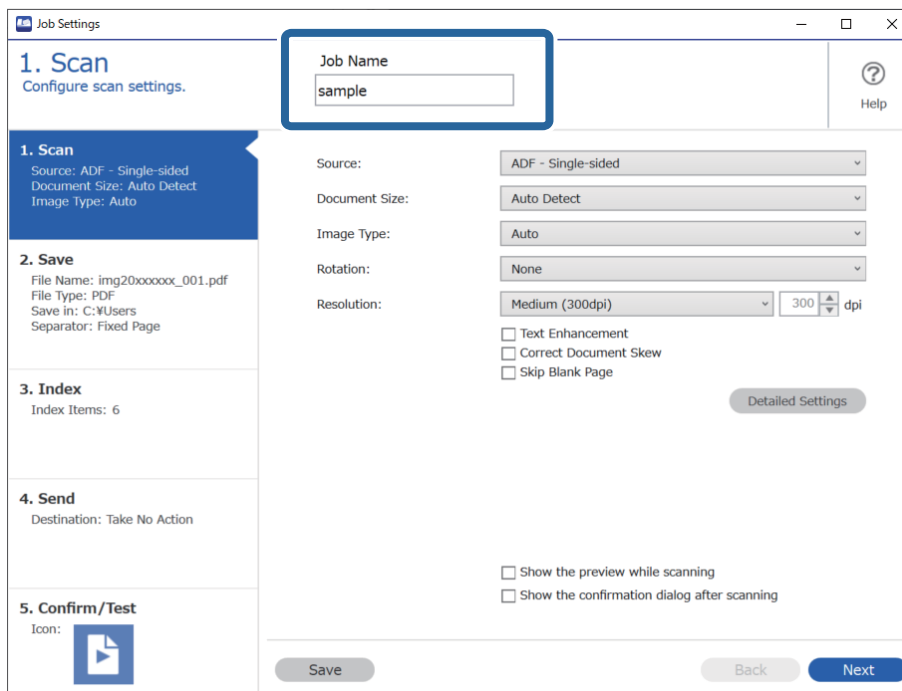 Job Settings
1. Scan
Configure scan settings.
Job Name
sample
Help
1. Scan
Source: ADF - Single-sided
Document Size: Auto Detect
Image Type: Auto
2. Save
File Name: img20xxxxxx_001.pdf
File Type: PDF
Save in: C:¥Users
Separator: Fixed Page
3. Index
Index Items: 6
4. Send
Destination: Take No Action
5. Confirm/Test
Icon:
Source: ADF - Single-sided
Document Size: Auto Detect
Image Type: Auto
Rotation: None
Resolution: Medium (300dpi) 300 dpi
Text Enhancement
Correct Document Skew
Skip Blank Page
Detailed Settings
Show the preview while scanning
Show the confirmation dialog after scanning
Save Back Next